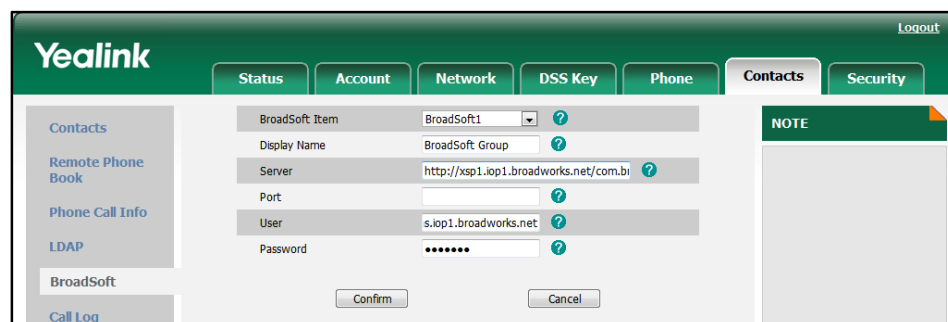 Logout
Yealink
Status Account Network DSS Key Phone Contacts Security
Contacts
Remote Phone
Book
Phone Call Info
LDAP
BroadSoft
Call Log
BroadSoft Item BroadSoft1 ?
Display Name BroadSoft Group ?
Server http://xsp1.iop1.broadworks.net/com.br ?
Port ?
User s.iop1.broadworks.net ?
Password ••••••• ?
Confirm Cancel
NOTE